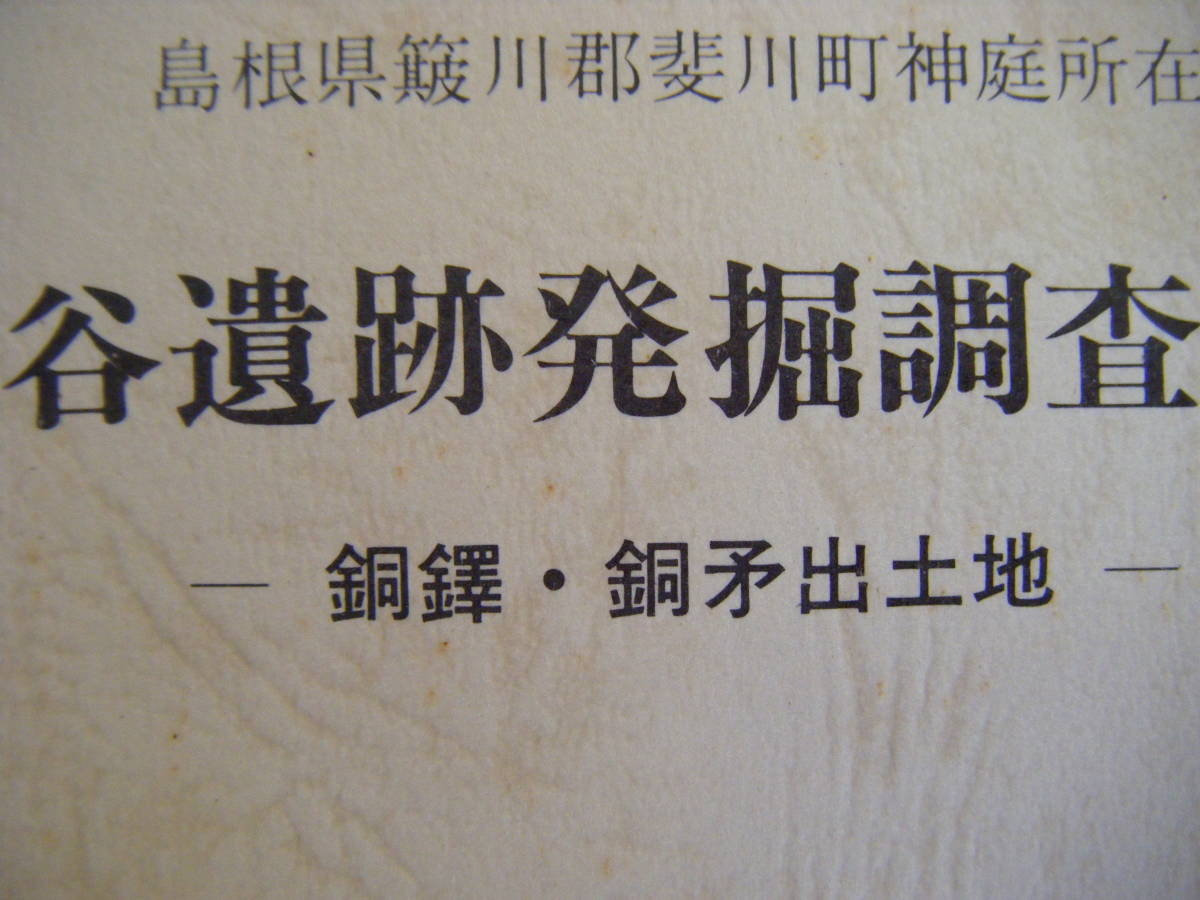 島根県簸川郡斐川町神庭所在
谷遺跡発掘調査
― 銅鐸・銅矛出土地 ―